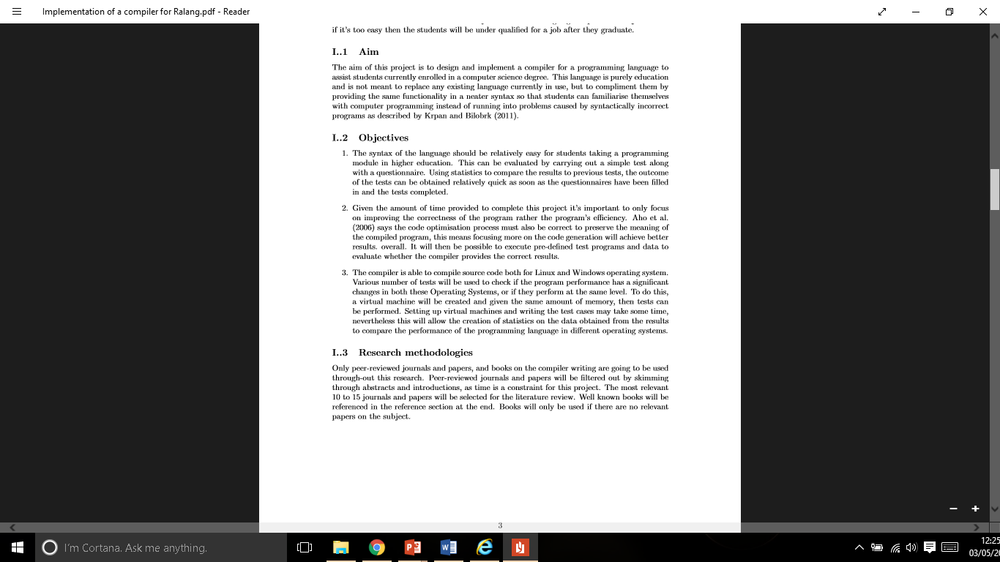 Implementation of a compiler for Ralang.pdf - Reader
if it's too easy then the students will be under qualified for a job after they graduate.
I..1 Aim
The aim of this project is to design and implement a compiler for a programming language to
assist students currently enrolled in a computer science degree. This language is purely education
and is not meant to replace any existing language currently in use, but to compliment them by
providing the same functionality in a neater syntax so that students can familiarise themselves
with computer programming instead of running into problems caused by syntactically incorrect
programs as described by Krpan and Bilobrk (2011).
I..2 Objectives
1. The syntax of the language should be relatively easy for students taking a programming
module in higher education. This can be evaluated by carrying out a simple test along
with a questionnaire. Using statistics to compare the results to previous tests, the outcome
of the tests can be obtained relatively quick as soon as the questionnaires have been filled
in and the tests completed.
2. Given the amount of time provided to complete this project it's important to only focus
on improving the correctness of the program rather the program's efficiency. Aho et al.
(2006) says the code optimisation process must also be correct to preserve the meaning of
the compiled program, this means focusing more on the code generation will achieve better
results. overall. It will then be possible to execute pre-defined test programs and data to
evaluate whether the compiler provides the correct results.
3. The compiler is able to compile source code both for Linux and Windows operating system.
Various number of tests will be used to check if the program performance has a significant
changes in both these Operating Systems, or if they perform at the same level. To do this,
a virtual machine will be created and given the same amount of memory, then tests can
be performed. Setting up virtual machines and writing the test cases may take some time,
nevertheless this will allow the creation of statistics on the data obtained from the results
to compare the performance of the programming language in different operating systems.
I..3 Research methodologies
Only peer-reviewed journals and papers, and books on the compiler writing are going to be used
through-out this research. Peer-reviewed journals and papers will be filtered out by skimming
through abstracts and introductions, as time is a constraint for this project. The most relevant
10 to 15 journals and papers will be selected for the literature review. Well known books will be
referenced in the reference section at the end. Books will only be used if there are no relevant
papers on the subject.
3
I'm Cortana. Ask me anything.
12:25
03/05/20